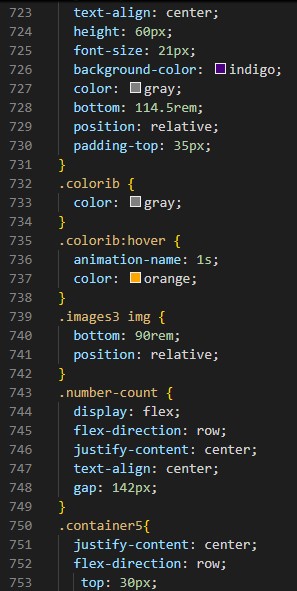 723 text-align: center;
724 height: 60px;
725 font-size: 21px;
726 background-color: indigo;
727 color: gray;
728 bottom: 114.5rem;
729 position: relative;
730 padding-top: 35px;
731 }
732 .colorib {
733 color: gray;
734 }
735 .colorib:hover {
736 animation-name: 1s;
737 color: orange;
738 }
739 .images3 img {
740 bottom: 90rem;
741 position: relative;
742 }
743 .number-count {
744 display: flex;
745 flex-direction: row;
746 justify-content: center;
747 text-align: center;
748 gap: 142px;
749 }
750 .container5{
751 justify-content: center;
752 flex-direction: row;
753 top: 30px;